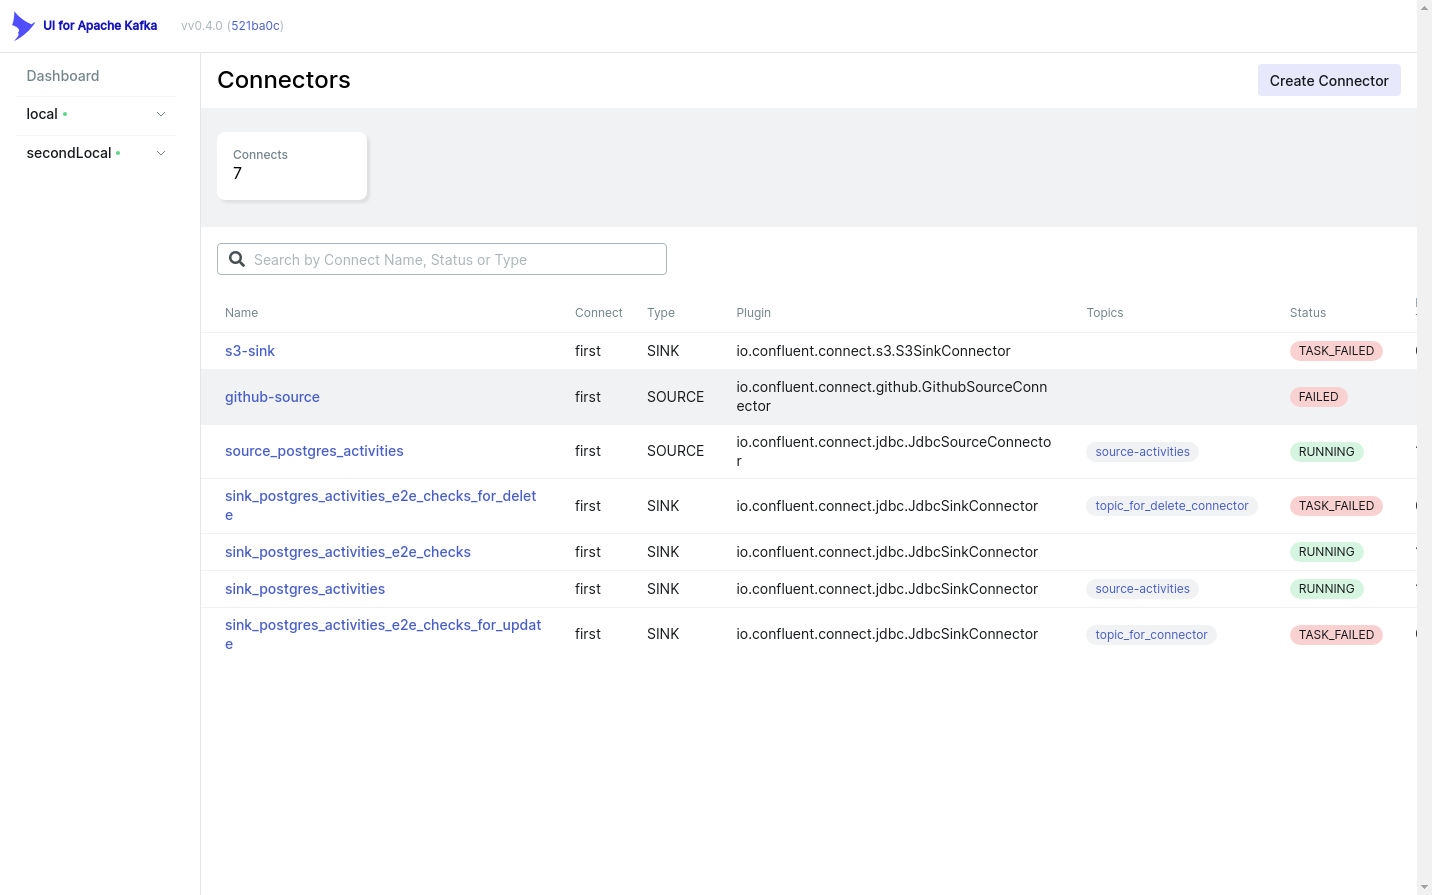 UI for Apache Kafka vv0.4.0 (521ba0c)
Dashboard
local
secondLocal
Connectors
Create Connector
Connects
7
Search by Connect Name, Status or Type
Name Connect Type Plugin Topics Status
s3-sink first SINK io.confluent.connect.s3.S3SinkConnector TASK_FAILED
github-source first SOURCE io.confluent.connect.github.GithubSourceConn
ector FAILED
source_postgres_activities first SOURCE io.confluent.connect.jdbc.JdbcSourceConnecto
r source-activities RUNNING
sink_postgres_activities_e2e_checks_for_delet
e first SINK io.confluent.connect.jdbc.JdbcSinkConnector topic_for_delete_connector TASK_FAILED
sink_postgres_activities_e2e_checks first SINK io.confluent.connect.jdbc.JdbcSinkConnector RUNNING
sink_postgres_activities first SINK io.confluent.connect.jdbc.JdbcSinkConnector source-activities RUNNING
sink_postgres_activities_e2e_checks_for_updat
e first SINK io.confluent.connect.jdbc.JdbcSinkConnector topic_for_connector TASK_FAILED